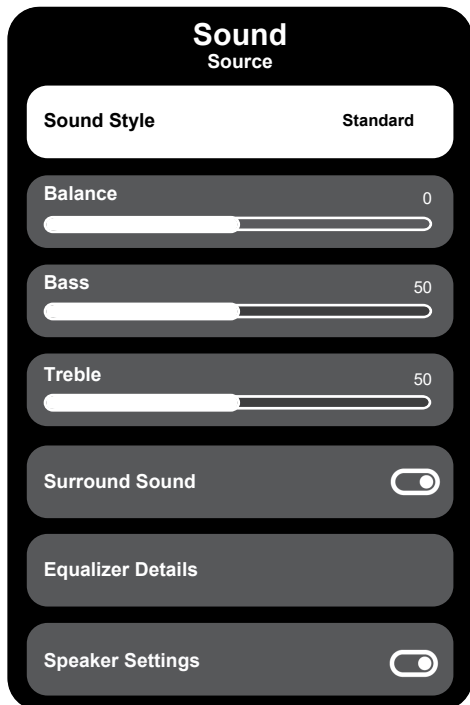 Sound
Source
Sound Style Standard
Balance 0
Bass 50
Treble 50
Surround Sound
Equalizer Details
Speaker Settings